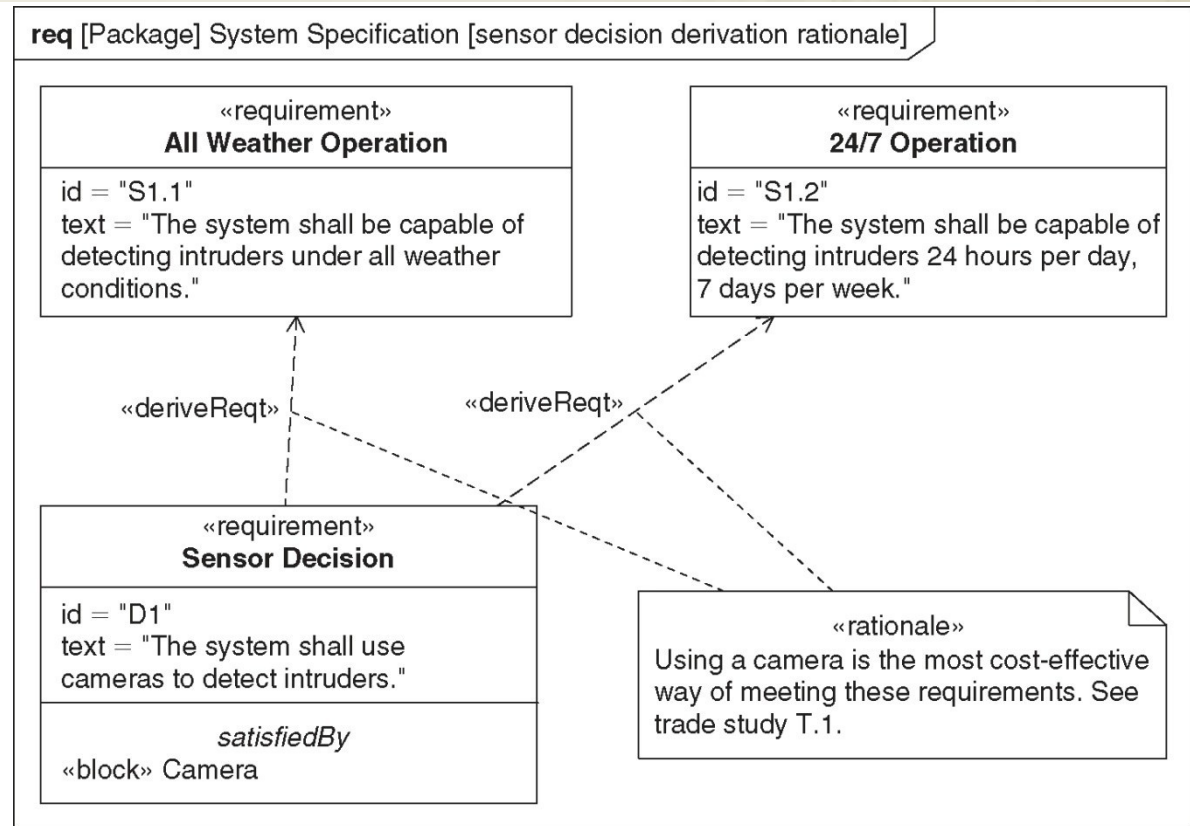 req [Package] System Specification [sensor decision derivation rationale]
«requirement»
All Weather Operation
id = "S1.1"
text = "The system shall be capable of
detecting intruders under all weather
conditions."
«requirement»
24/7 Operation
id = "S1.2"
text = "The system shall be capable of
detecting intruders 24 hours per day,
7 days per week."
«deriveReqt»
«deriveReqt»
«requirement»
Sensor Decision
id = "D1"
text = "The system shall use
cameras to detect intruders."
satisfiedBy
«block» Camera
«rationale»
Using a camera is the most cost-effective
way of meeting these requirements. See
trade study T.1.